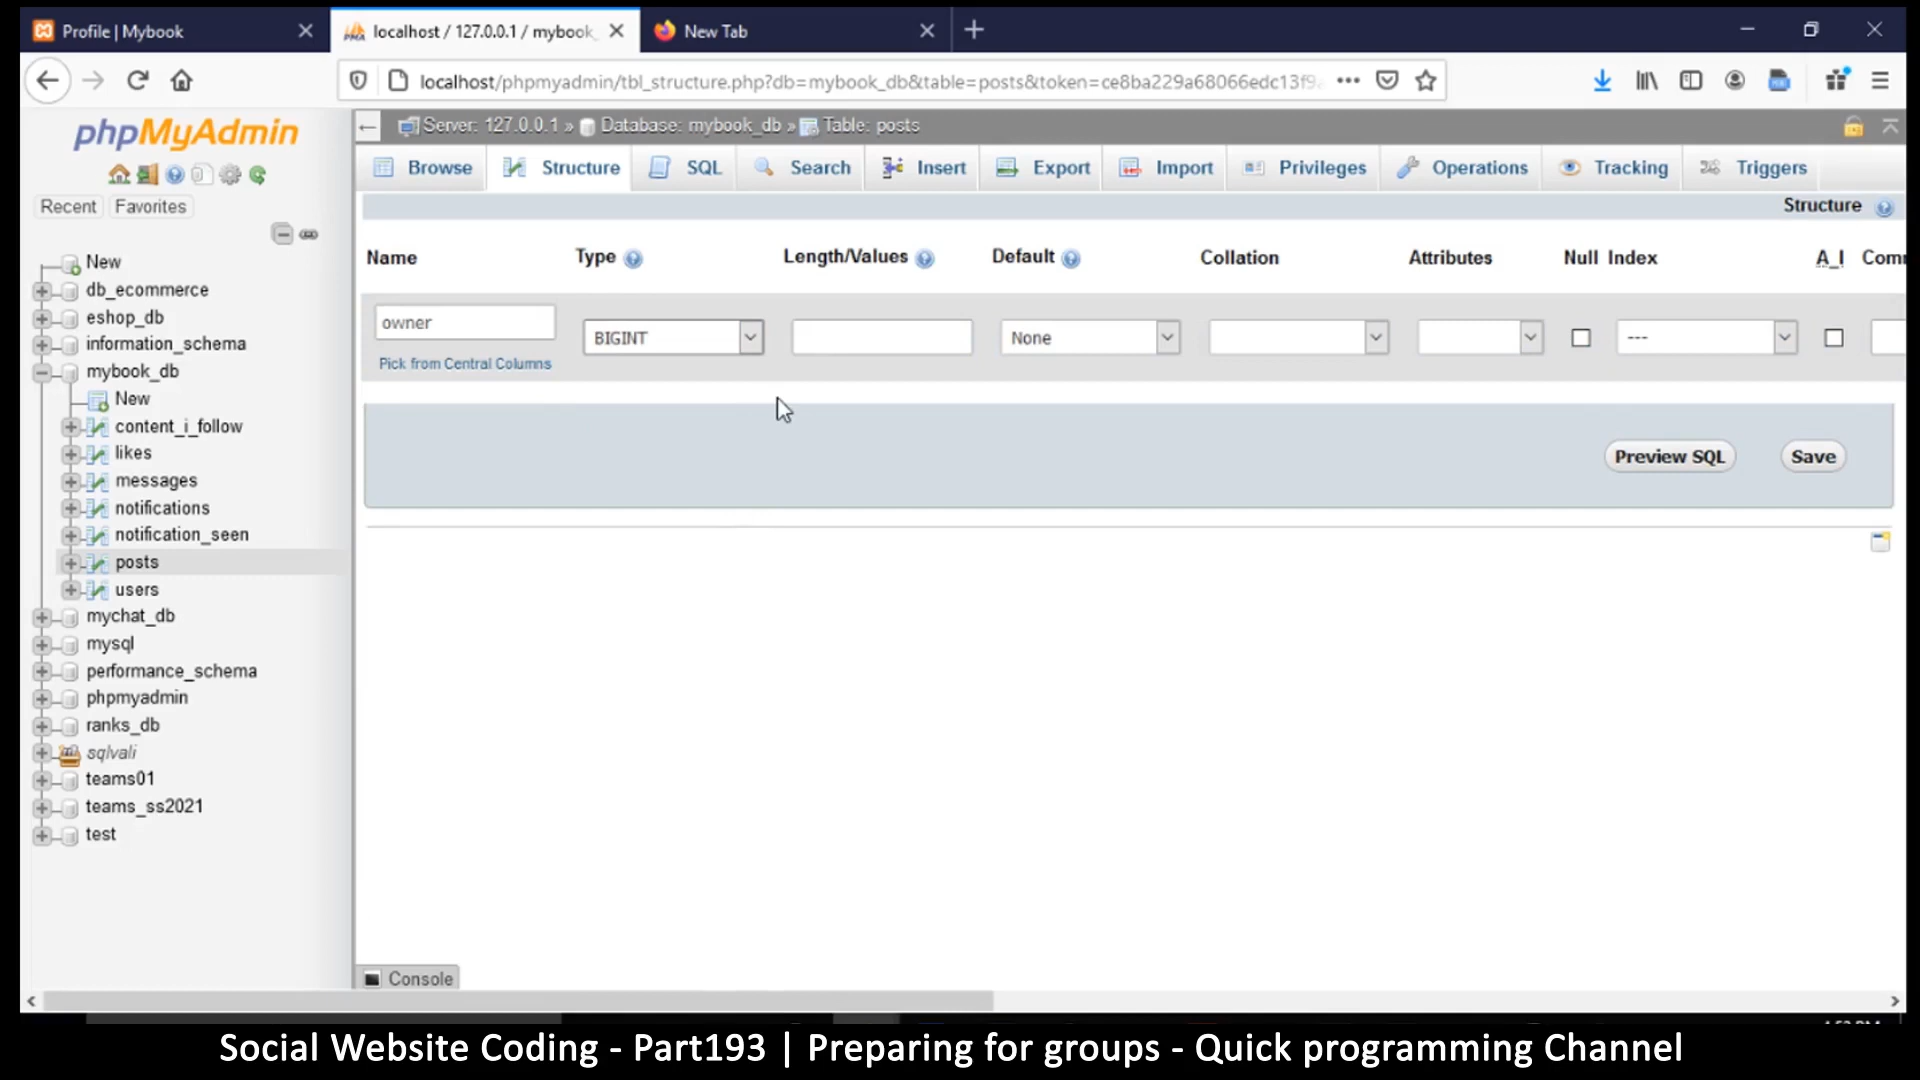 Profile | Mybook
localhost / 127.0.0.1 / mybook_
New Tab
localhost/phpmyadmin/tbl_structure.php?db=mybook_db&table=posts&token=ce8ba229a68066edc13f9
phpMyAdmin
Recent
Favorites
New
db_ecommerce
eshop_db
information_schema
mybook_db
New
content_i_follow
likes
messages
notifications
notification_seen
posts
users
mychat_db
mysql
performance_schema
phpmyadmin
ranks_db
sqlvali
teams01
teams_ss2021
test
Server: 127.0.0.1 » Database: mybook_db » Table: posts
Browse Structure SQL Search Insert Export Import Privileges Operations Tracking Triggers
Structure
Name Type Length/Values Default Collation Attributes Null Index A_I Comm
owner BIGINT None ---
Pick from Central Columns
Preview SQL Save
Console
Social Website Coding - Part193 | Preparing for groups - Quick programming Channel